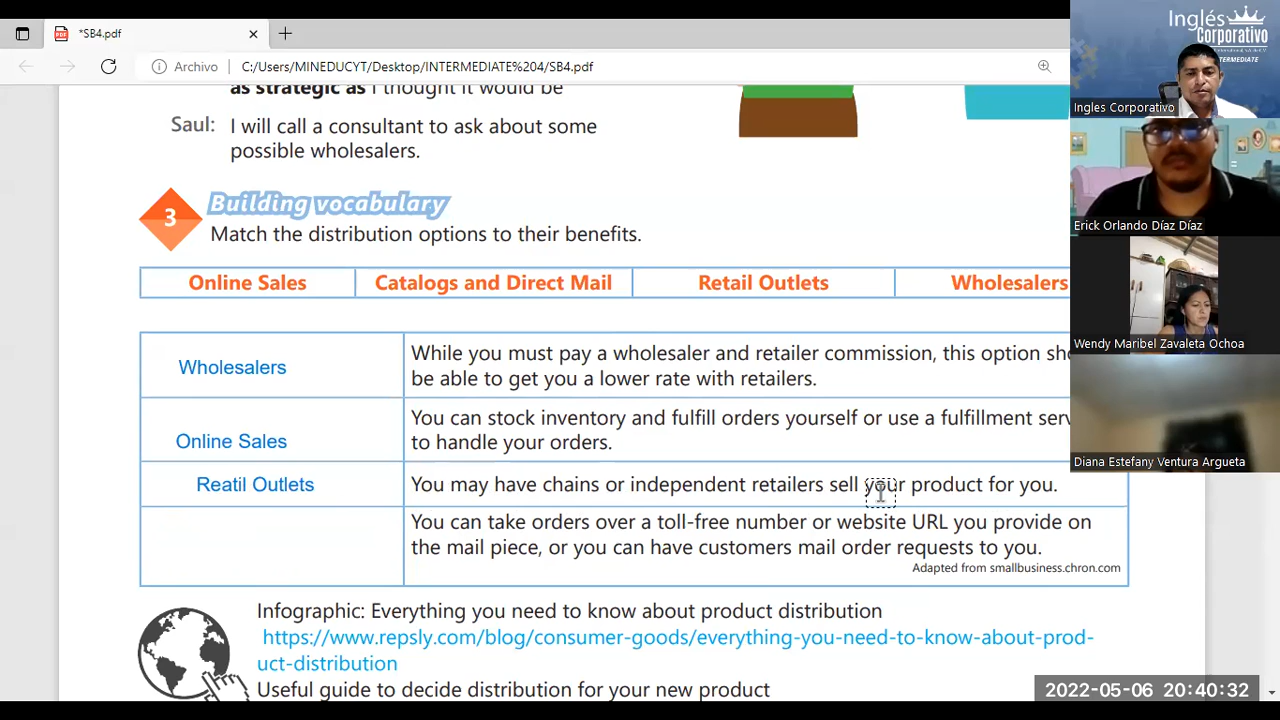 *SB4.pdf
Archivo
C:/Users/MINEDUCYT/Desktop/INTERMEDIATE%204/SB4.pdf
as strategic as I thought it would be
Saul: I will call a consultant to ask about some
possible wholesalers.
3 Building vocabulary
Match the distribution options to their benefits.
Online Sales Catalogs and Direct Mail Retail Outlets Wholesalers
Wholesalers
While you must pay a wholesaler and retailer commission, this option
be able to get you a lower rate with retailers.
Online Sales
You can stock inventory and fulfill orders yourself or use a fulfillment
to handle your orders.
Reatil Outlets
You may have chains or independent retailers sell your product for you.
You can take orders over a toll-free number or website URL you provide on
the mail piece, or you can have customers mail order requests to you.
Adapted from smallbusiness.chron.com
Infographic: Everything you need to know about product distribution
https://www.repsly.com/blog/consumer-goods/everything-you-need-to-know-about-prod-
uct-distribution
Useful guide to decide distribution for your new product
Inglés
Corporativo
INTERMEDIATE
Ingles Corporativo
Erick Orlando Díaz Díaz
Wendy Maribel Zavaleta Ochoa
Diana Estefany Ventura Argueta
2022-05-06 20:40:32